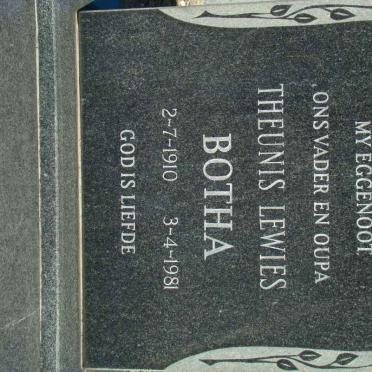 MY EGGENOOT.
ONS VADER EN OUPA
THEUNIS LEWIES
BOTHA
2-7-1910 3-4-1981
GOD IS LIEFDE